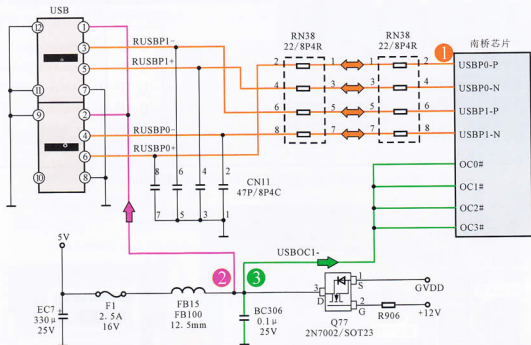 USB
RN38
22/8P4R
RN38
22/8P4R
南桥芯片
12
1
RUSBP1-
3
RUSBP1+
5
11
7
9
2
RUSBP0-
4
RUSBP0+
6
10
8
2
1
1
2
4
3
3
4
6
5
5
6
8
7
7
8
1
USBP0-P
USBP0-N
USBP1-P
USBP1-N
OC0#
OC1#
OC2#
OC3#
8
6
4
2
CN11
47P/8P4C
7
5
3
1
5V
2
3
USBOC1-
EC7
330μ
25V
F1
2.5A
16V
FB15
FB100
12.5mm
BC306
0.1μ
25V
3
D
1
S
2
G
Q77
2N7002/SOT23
GVDD
+12V
R906